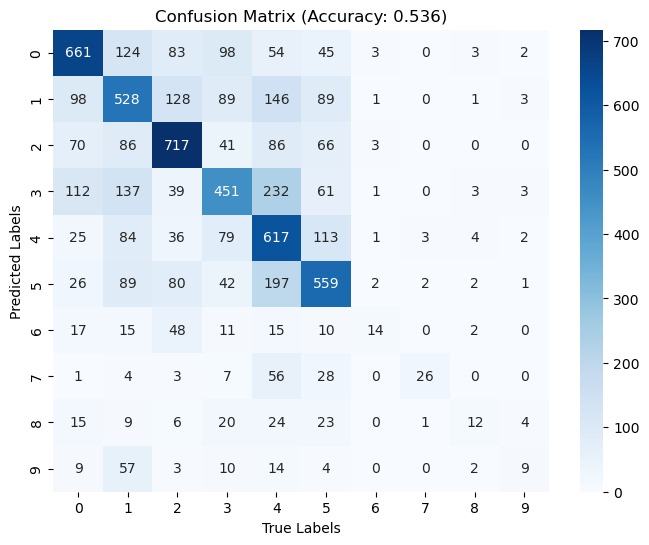 Confusion Matrix (Accuracy: 0.536)
0 661 124 83 98 54 45 3 0 3 2
1 98 528 128 89 146 89 1 0 1 3
2 70 86 717 41 86 66 3 0 0 0
3 112 137 39 451 232 61 1 0 3 3
4 25 84 36 79 617 113 1 3 4 2
5 26 89 80 42 197 559 2 2 2 1
6 17 15 48 11 15 10 14 0 2 0
7 1 4 3 7 56 28 0 26 0 0
8 15 9 6 20 24 23 0 1 12 4
9 9 57 3 10 14 4 0 0 2 9
0 1 2 3 4 5 6 7 8 9
True Labels
Predicted Labels
700
600
500
400
300
200
100
0